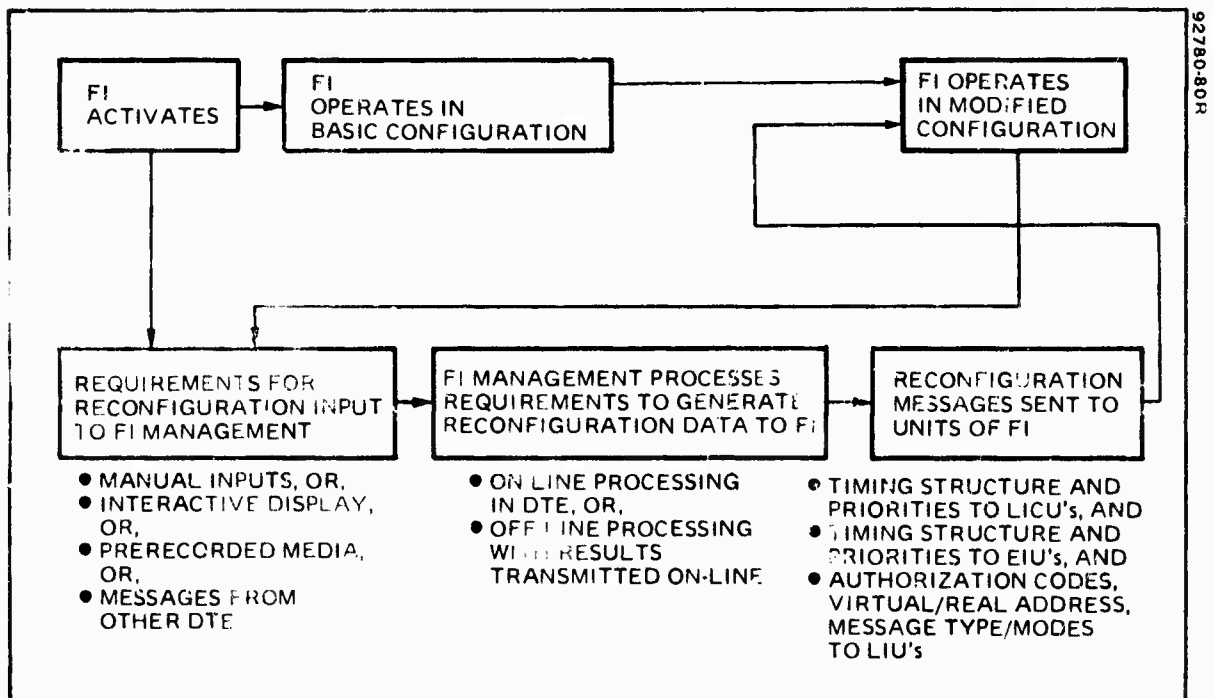 92780-80R
FI
ACTIVATES
FI
OPERATES IN
BASIC CONFIGURATION
FI OPERATES
IN MODIFIED
CONFIGURATION
REQUIREMENTS FOR
RECONFIGURATION INPUT
TO FI MANAGEMENT
● MANUAL INPUTS, OR,
● INTERACTIVE DISPLAY,
OR,
● PRERECORDED MEDIA,
OR,
● MESSAGES FROM
OTHER DTE
FI MANAGEMENT PROCESSES
REQUIREMENTS TO GENERATE
RECONFIGURATION DATA TO FI
● ON LINE PROCESSING
IN DTE, OR,
● OFF LINE PROCESSING
WITH RESULTS
TRANSMITTED ON-LINE
RECONFIGURATION
MESSAGES SENT TO
UNITS OF FI
● TIMING STRUCTURE AND
PRIORITIES TO LICU's, AND
● TIMING STRUCTURE AND
PRIORITIES TO EIU's, AND
● AUTHORIZATION CODES,
VIRTUAL/REAL ADDRESS,
MESSAGE TYPE/MODES
TO LIU's